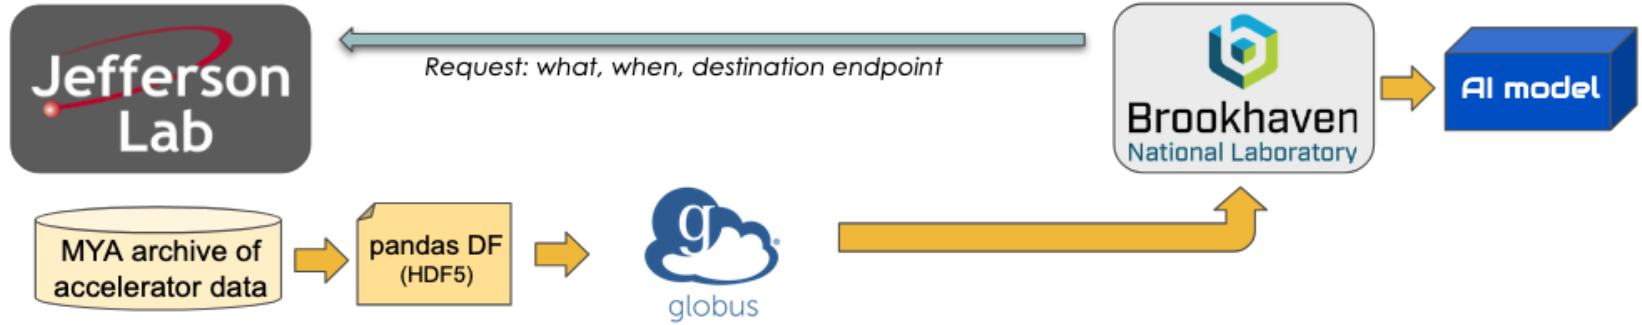 Jefferson
Lab
Request: what, when, destination endpoint
Brookhaven
National Laboratory
AI model
MYA archive of
accelerator data
pandas DF
(HDF5)
g
globus